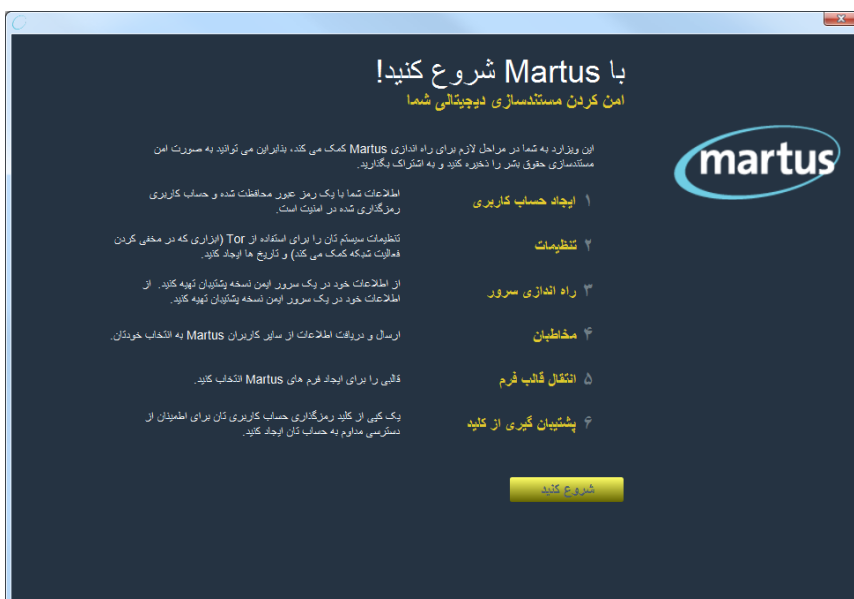 با Martus شروع کنید!
امن کردن مستندسازی دیجیتالی شما
martus
این ویزارد به شما در مراحل لازم برای راه اندازی Martus کمک می کند، بنابراین می توانید به صورت امن
مستندسازی حقوق بشر را ذخیره کنید و به اشتراک بگذارید.
۱ ایجاد حساب کاربری
اطلاعات شما با یک رمز عبور محافظت شده و حساب کاربری
رمزگذاری شده در امنیت است.
۲ تنظیمات
تنظیمات سیستم تان را برای استفاده از Tor (ابزاری که در مخفی کردن
فعالیت شبکه کمک می کند) و تاریخ ها ایجاد کنید.
۳ راه اندازی سرور
از اطلاعات خود در یک سرور ایمن نسخه پشتیبان تهیه کنید. از
اطلاعات خود در یک سرور ایمن نسخه پشتیبان تهیه کنید.
۴ مخاطبان
ارسال و دریافت اطلاعات از سایر کاربران Martus به انتخاب خودتان.
۵ انتقال قالب فرم
قالبی را برای ایجاد فرم های Martus انتخاب کنید.
۶ پشتیبان گیری از کلید
یک کپی از کلید رمزگذاری حساب کاربری تان برای اطمینان از
دسترسی مداوم به حساب تان ایجاد کنید.
شروع کنید